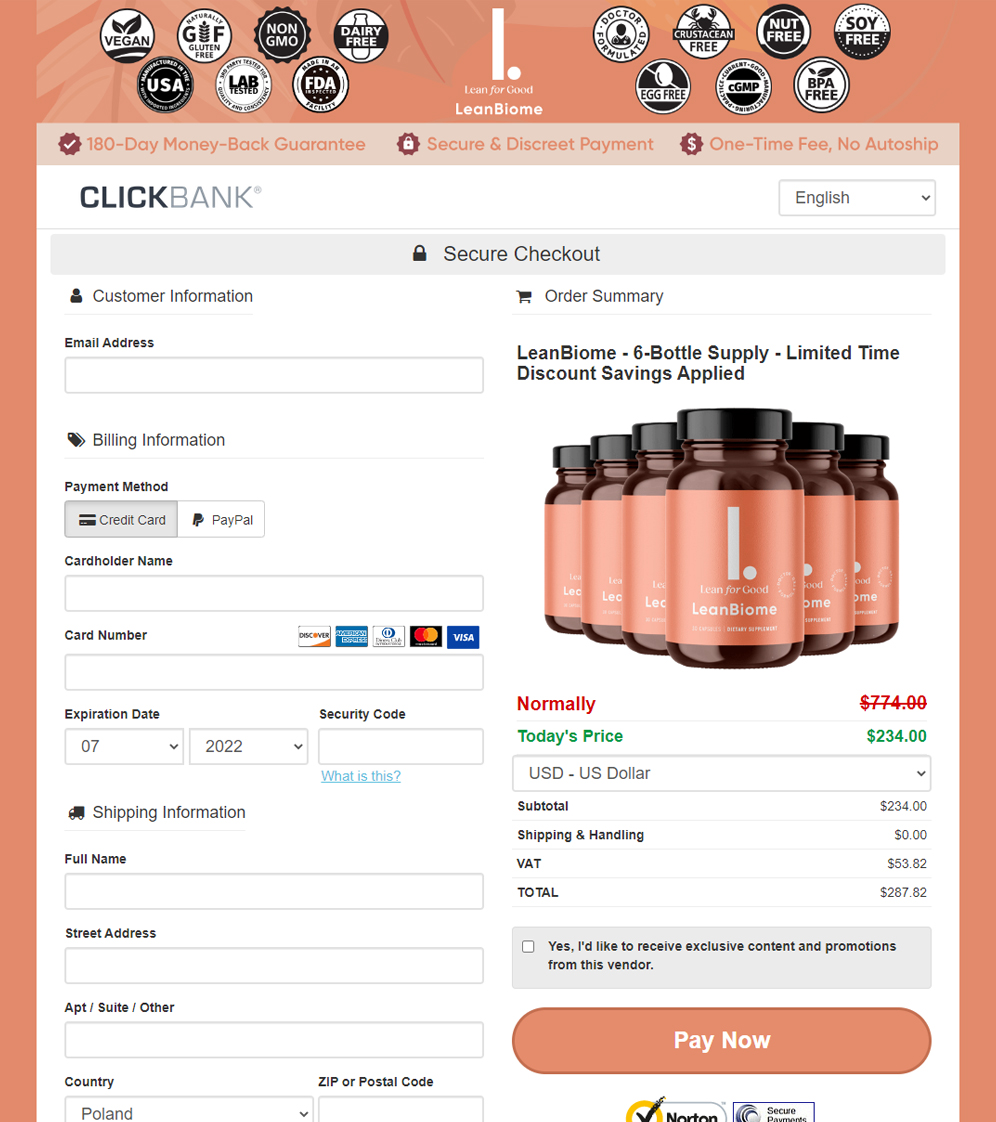 VEGAN
NATURALLY
GF
GLUTEN
FREE
NON
GMO
DAIRY
FREE
MANUFACTURED IN THE
USA
WITH IMPORTED INGREDIENTS
3RD PARTY TESTED FOR
LAB
TESTED
QUALITY AND CONSISTENCY
MADE IN AN
FDA
INSPECTED
FACILITY
Lean for Good
LeanBiome
DOCTOR
FORMULATED
CRUSTACEAN
FREE
NUT
FREE
SOY
FREE
EGG FREE
CURRENT-GOOD
cGMP
MANUFACTURING-PRACTICE
BPA
FREE
180-Day Money-Back Guarantee
Secure & Discreet Payment
One-Time Fee, No Autoship
CLICKBANK®
English
Secure Checkout
Customer Information
Email Address
Billing Information
Payment Method
Credit Card
PayPal
Cardholder Name
Card Number
DISCOVER
AMERICAN EXPRESS
Diners Club
mastercard
VISA
Expiration Date
Security Code
07
2022
What is this?
Shipping Information
Full Name
Street Address
Apt / Suite / Other
Country
ZIP or Postal Code
Poland
Order Summary
LeanBiome - 6-Bottle Supply - Limited Time
Discount Savings Applied
Lean for Good
LeanBiome
DIETARY SUPPLEMENT
Normally $774.00
Today's Price $234.00
USD - US Dollar
Subtotal $234.00
Shipping & Handling $0.00
VAT $53.82
TOTAL $287.82
Yes, I'd like to receive exclusive content and promotions
from this vendor.
Pay Now
Norton
Secure
Payments